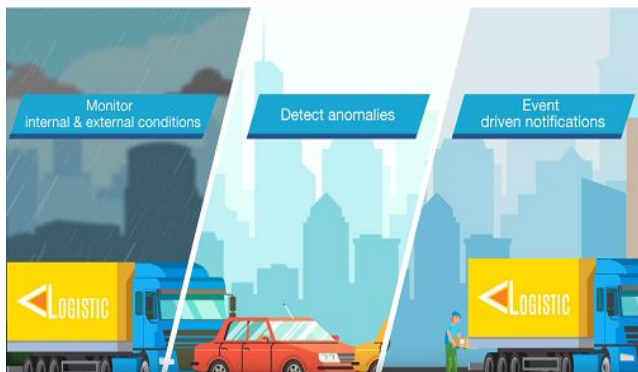 Monitor
internal & external conditions
Detect anomalies
Event
driven notifications
LOGISTIC
LOGISTIC